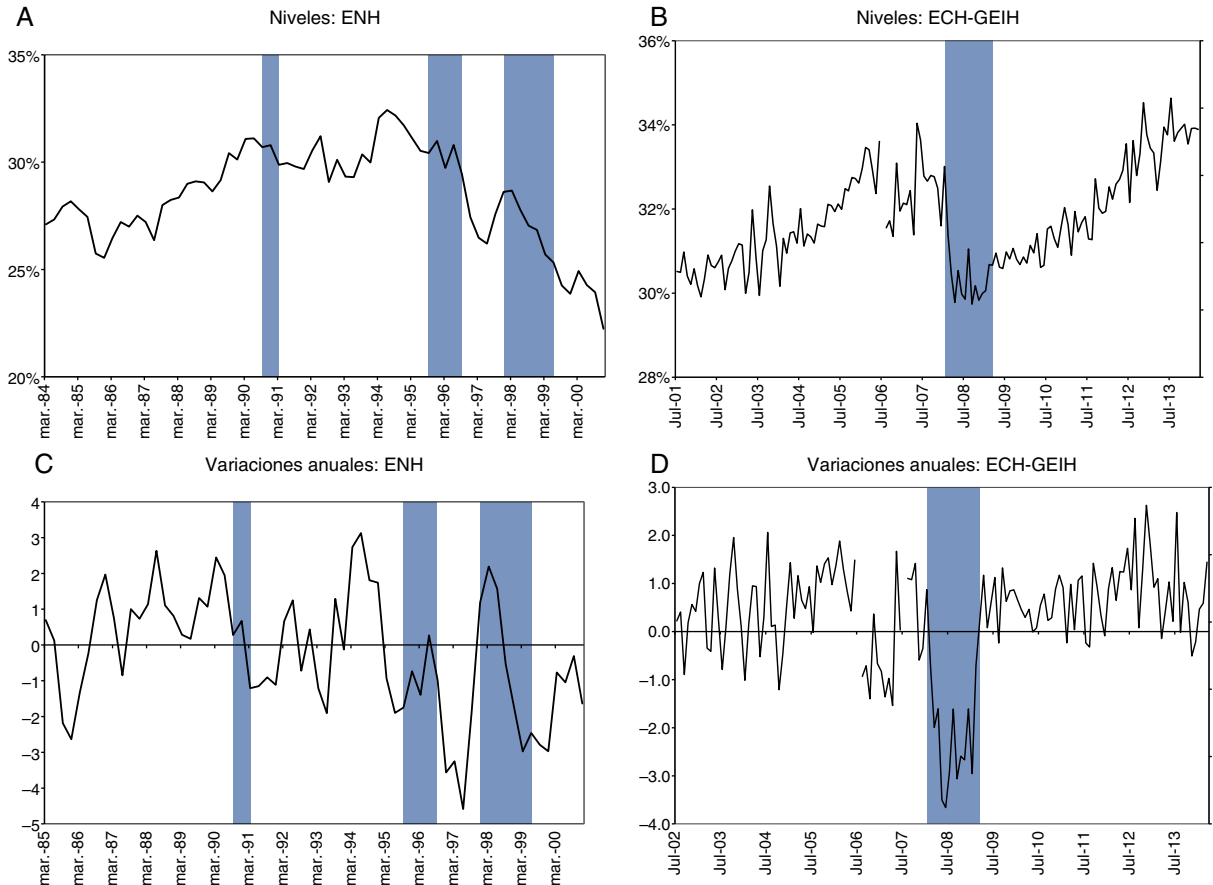 A
Niveles: ENH
35%
30%
25%
20%
mar.-84
mar.-85
mar.-86
mar.-87
mar.-88
mar.-89
mar.-90
mar.-91
mar.-92
mar.-93
mar.-94
mar.-95
mar.-96
mar.-97
mar.-98
mar.-99
mar.-00
B
Niveles: ECH-GEIH
36%
34%
32%
30%
28%
Jul-01
Jul-02
Jul-03
Jul-04
Jul-05
Jul-06
Jul-07
Jul-08
Jul-09
Jul-10
Jul-11
Jul-12
Jul-13
C
Variaciones anuales: ENH
4
3
2
1
0
–1
–2
–3
–4
–5
mar.-85
mar.-86
mar.-87
mar.-88
mar.-89
mar.-90
mar.-91
mar.-92
mar.-93
mar.-94
mar.-95
mar.-96
mar.-97
mar.-98
mar.-99
mar.-00
D
Variaciones anuales: ECH-GEIH
3.0
2.0
1.0
0.0
–1.0
–2.0
–3.0
–4.0
Jul-02
Jul-03
Jul-04
Jul-05
Jul-06
Jul-07
Jul-08
Jul-09
Jul-10
Jul-11
Jul-12
Jul-13